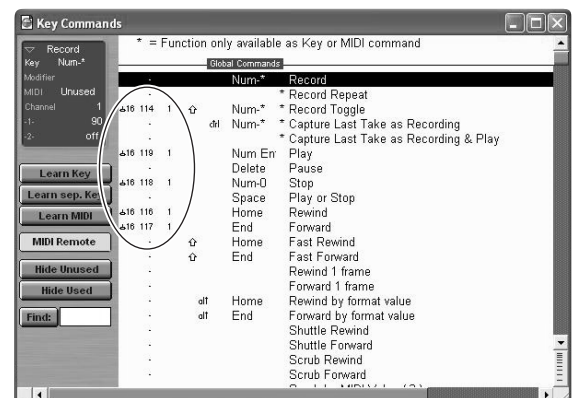 Key Commands
* = Function only available as Key or MIDI command
Global Commands
Record
Key Num-*
Modifier
MIDI Unused
Channel 1
-1- 90
-2- off
Learn Key
Learn sep. Key
Learn MIDI
MIDI Remote
Hide Unused
Hide Used
Find:
Num-* Record
* Record Repeat
16 114 1 Num-* * Record Toggle
ctrl Num-* * Capture Last Take as Recording
* Capture Last Take as Recording & Play
16 119 1 Num En Play
Delete Pause
16 118 1 Num-0 Stop
Space Play or Stop
16 116 1 Home Rewind
16 117 1 End Forward
Home Fast Rewind
End Fast Forward
Rewind 1 frame
Forward 1 frame
alt Home Rewind by format value
alt End Forward by format value
Shuttle Rewind
Shuttle Forward
Scrub Rewind
Scrub Forward